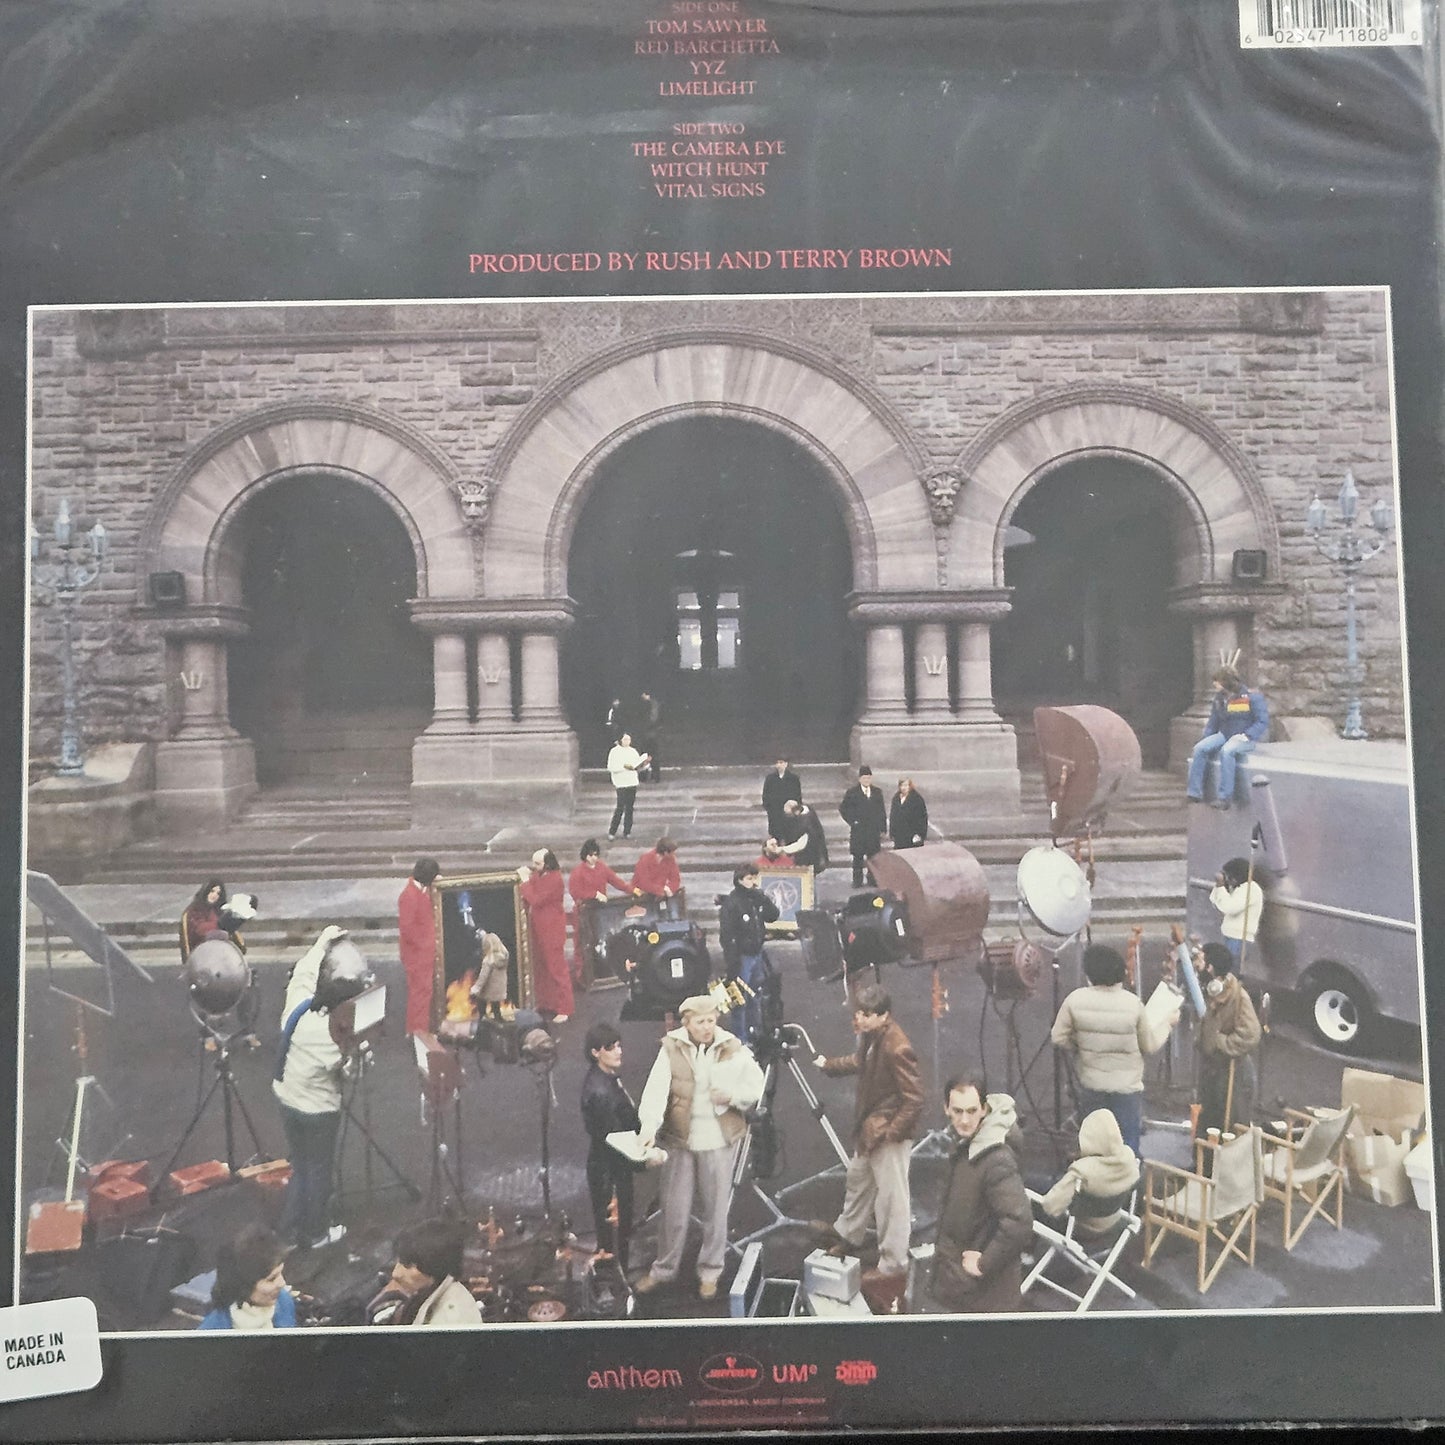 SIDE ONE
TOM SAWYER
RED BARCHETTA
YYZ
LIMELIGHT
6 02547 11808 0
SIDE TWO
THE CAMERA EYE
WITCH HUNT
VITAL SIGNS
PRODUCED BY RUSH AND TERRY BROWN
MADE IN
CANADA
anthem UMe DMM
A UNIVERSAL MUSIC COMPANY